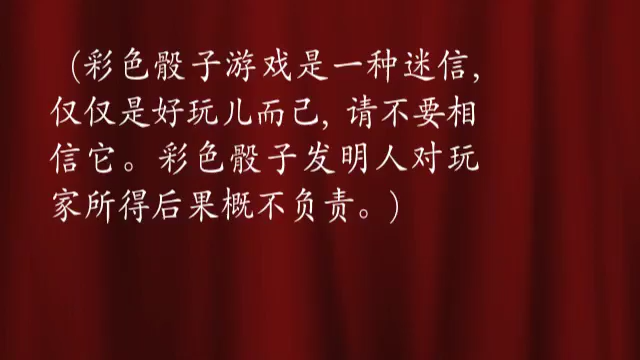 （彩色骰子游戏是一种迷信，
仅仅是好玩儿而已，请不要相
信它。彩色骰子发明人对玩
家所得后果概不负责。）